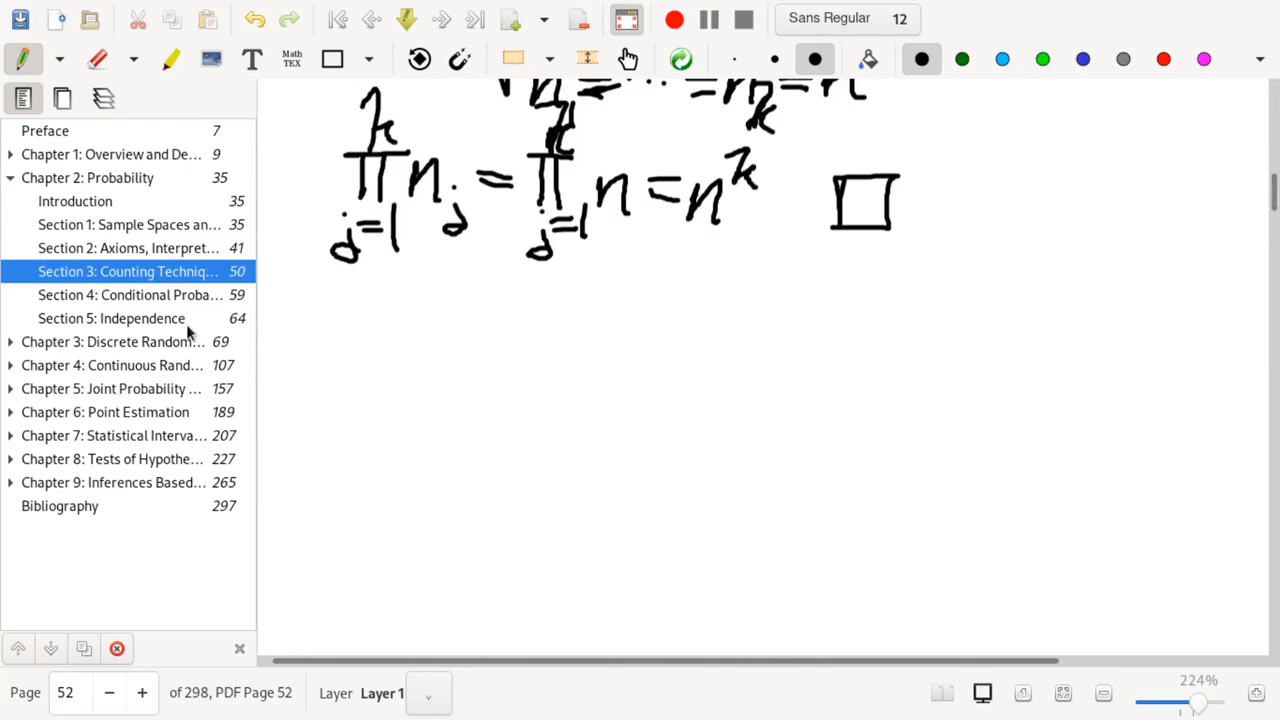 Sans Regular 12
Math
TEX
Preface 7
Chapter 1: Overview and De... 9
Chapter 2: Probability 35
Introduction 35
Section 1: Sample Spaces an... 35
Section 2: Axioms, Interpret... 41
Section 3: Counting Techniq... 50
Section 4: Conditional Proba... 59
Section 5: Independence 64
Chapter 3: Discrete Random... 69
Chapter 4: Continuous Rand... 107
Chapter 5: Joint Probability ... 157
Chapter 6: Point Estimation 189
Chapter 7: Statistical Interva... 207
Chapter 8: Tests of Hypothe... 227
Chapter 9: Inferences Based... 265
Bibliography 297
k k
∏ n_j = ∏ n = n^k □
j=1 j=1
Page 52 − + of 298, PDF Page 52 Layer Layer 1
224%